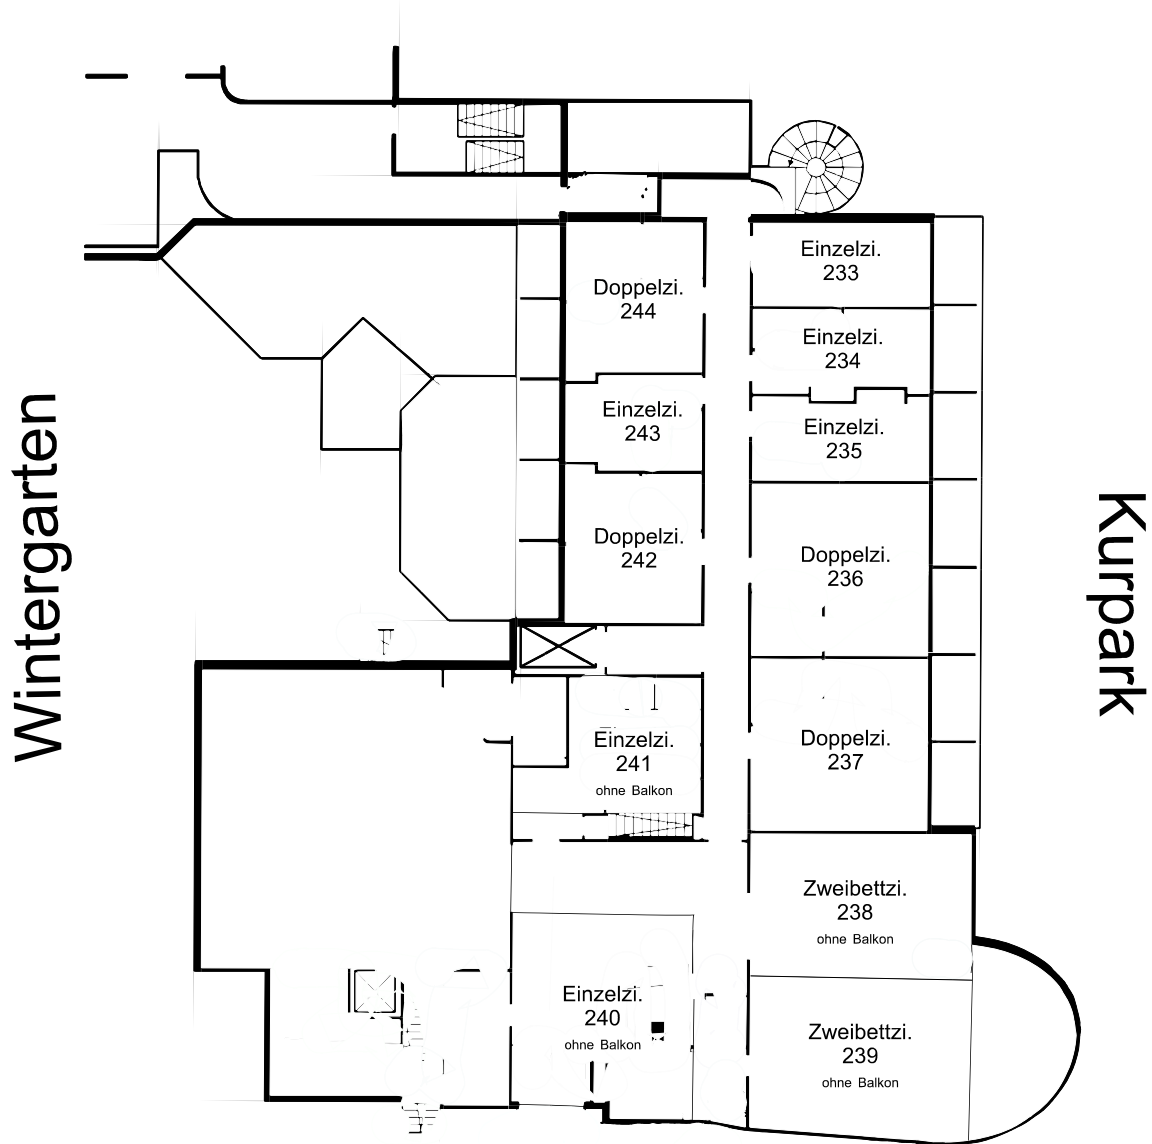 Wintergarten
Kurpark
Doppelzi.
244
Einzelzi.
243
Doppelzi.
242
Einzelzi.
241
ohne Balkon
Einzelzi.
240
ohne Balkon
Einzelzi.
233
Einzelzi.
234
Einzelzi.
235
Doppelzi.
236
Doppelzi.
237
Zweibettzi.
238
ohne Balkon
Zweibettzi.
239
ohne Balkon